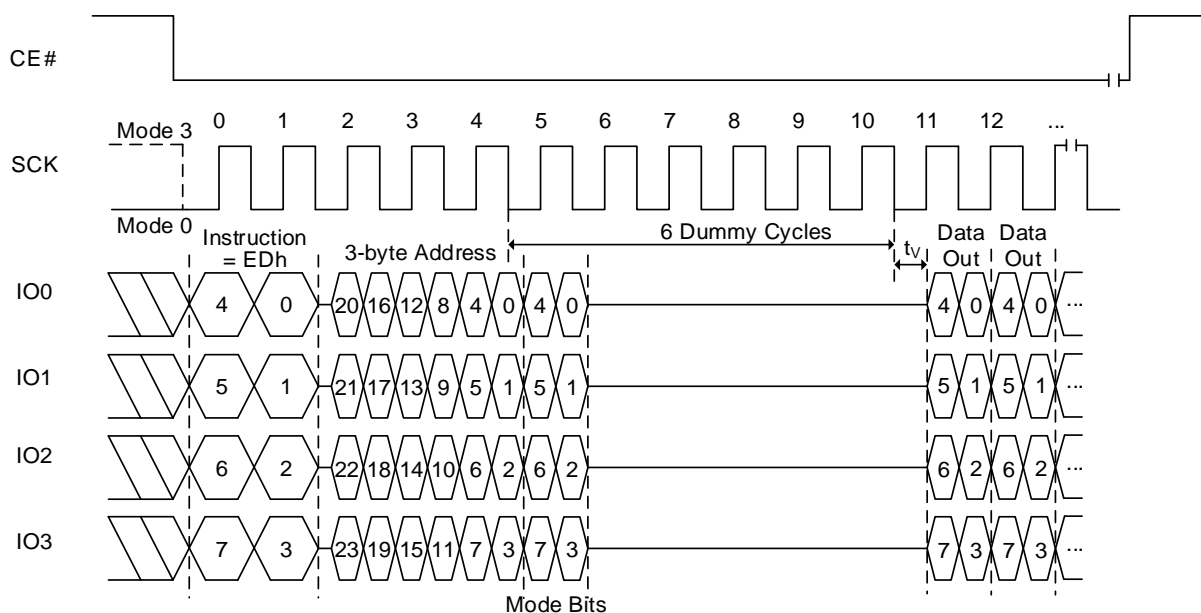 CE#
0 1 2 3 4 5 6 7 8 9 10 11 12 ...
Mode 3
SCK
Mode 0
6 Dummy Cycles
Instruction
= EDh
3-byte Address
tV
Data
Out
Data
Out
IO0 4 0 20 16 12 8 4 0 4 0 4 0 4 0 ...
IO1 5 1 21 17 13 9 5 1 5 1 5 1 5 1 ...
IO2 6 2 22 18 14 10 6 2 6 2 6 2 6 2 ...
IO3 7 3 23 19 15 11 7 3 7 3 7 3 7 3 ...
Mode Bits